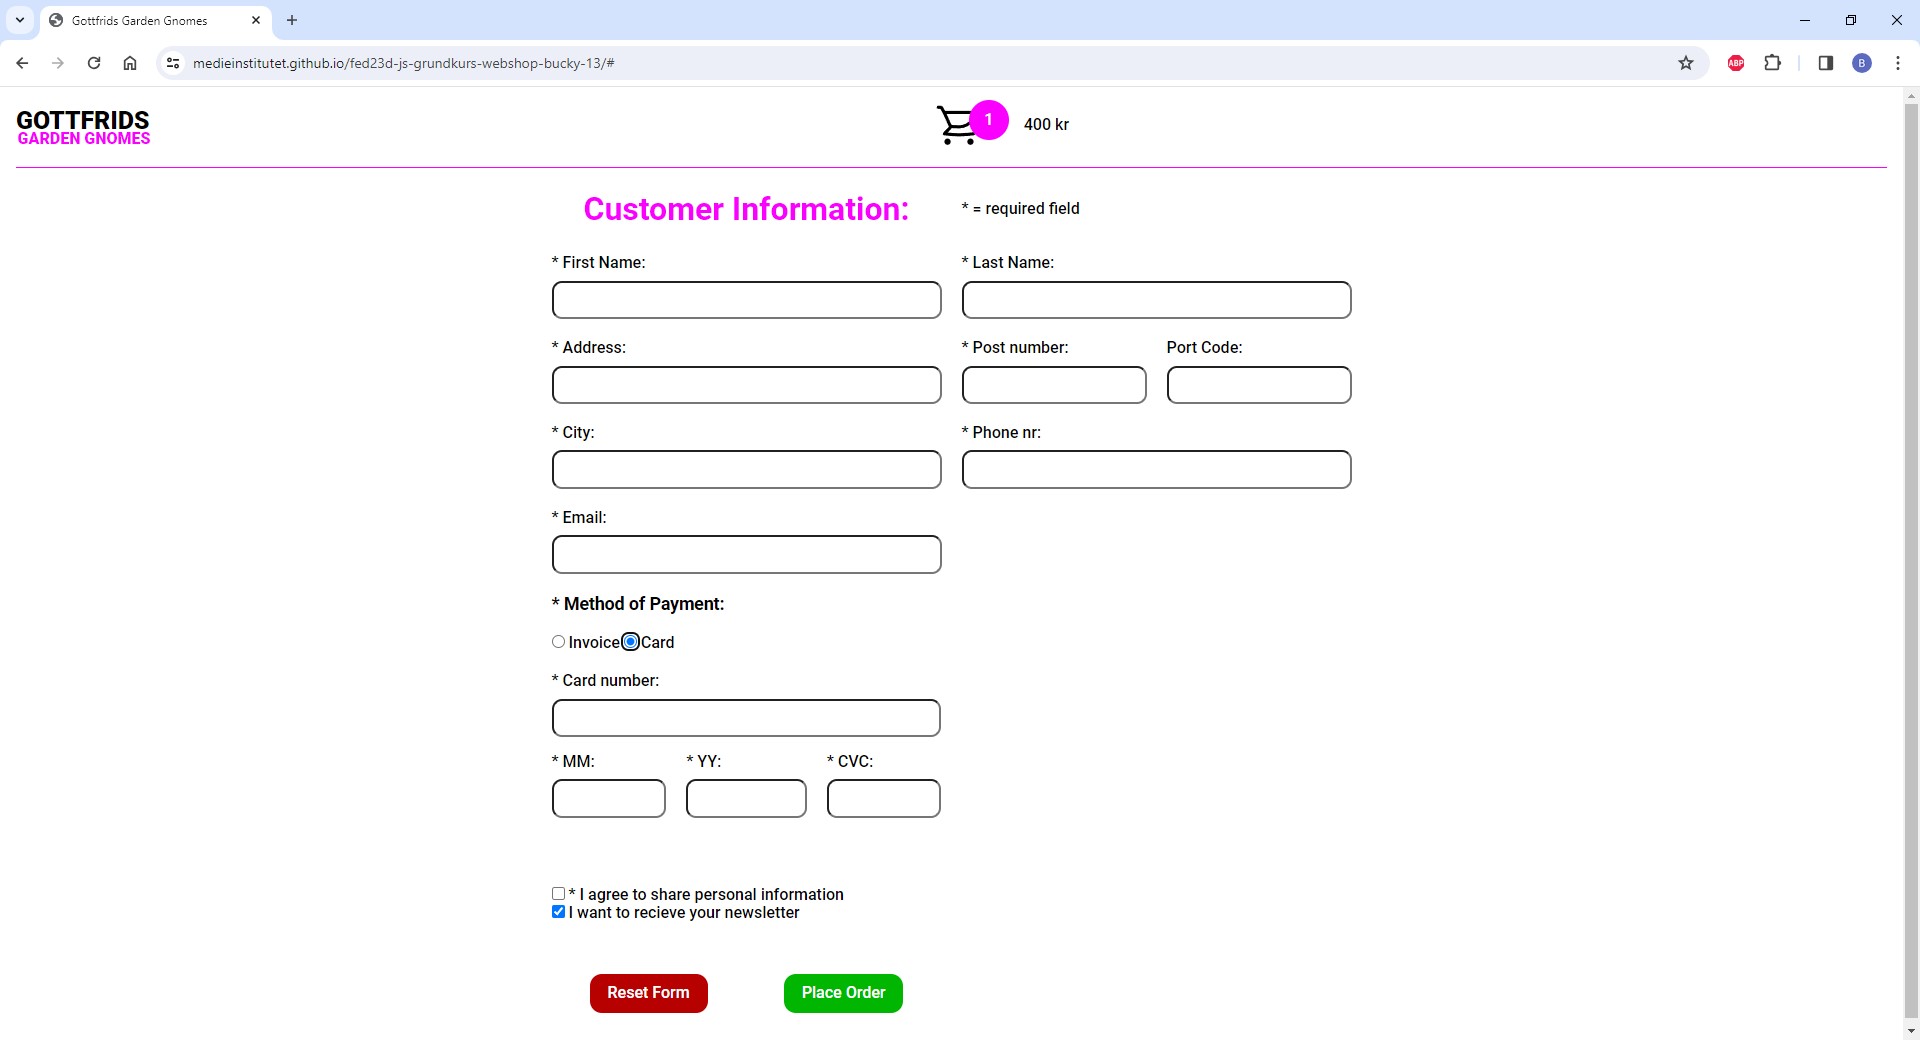 Gottfrids Garden Gnomes
medieinstitutet.github.io/fed23d-js-grundkurs-webshop-bucky-13/#
ABP
B
GOTTFRIDS
GARDEN GNOMES
1
400 kr
Customer Information:
* = required field
* First Name:
* Last Name:
* Address:
* Post number:
Port Code:
* City:
* Phone nr:
* Email:
* Method of Payment:
Invoice Card
* Card number:
* MM:
* YY:
* CVC:
* I agree to share personal information
I want to recieve your newsletter
Reset Form
Place Order